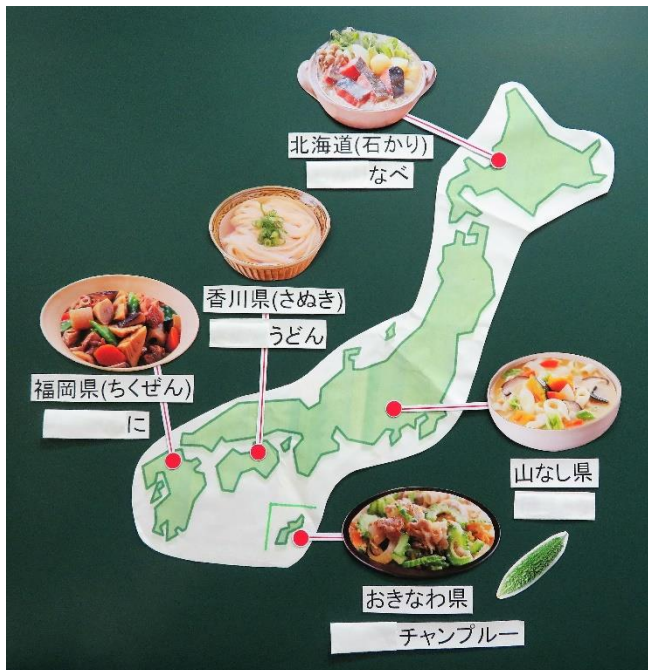 北海道(石かり)
なべ
香川県(さぬき)
うどん
福岡県(ちくぜん)
に
山なし県
おきなわ県
チャンプルー